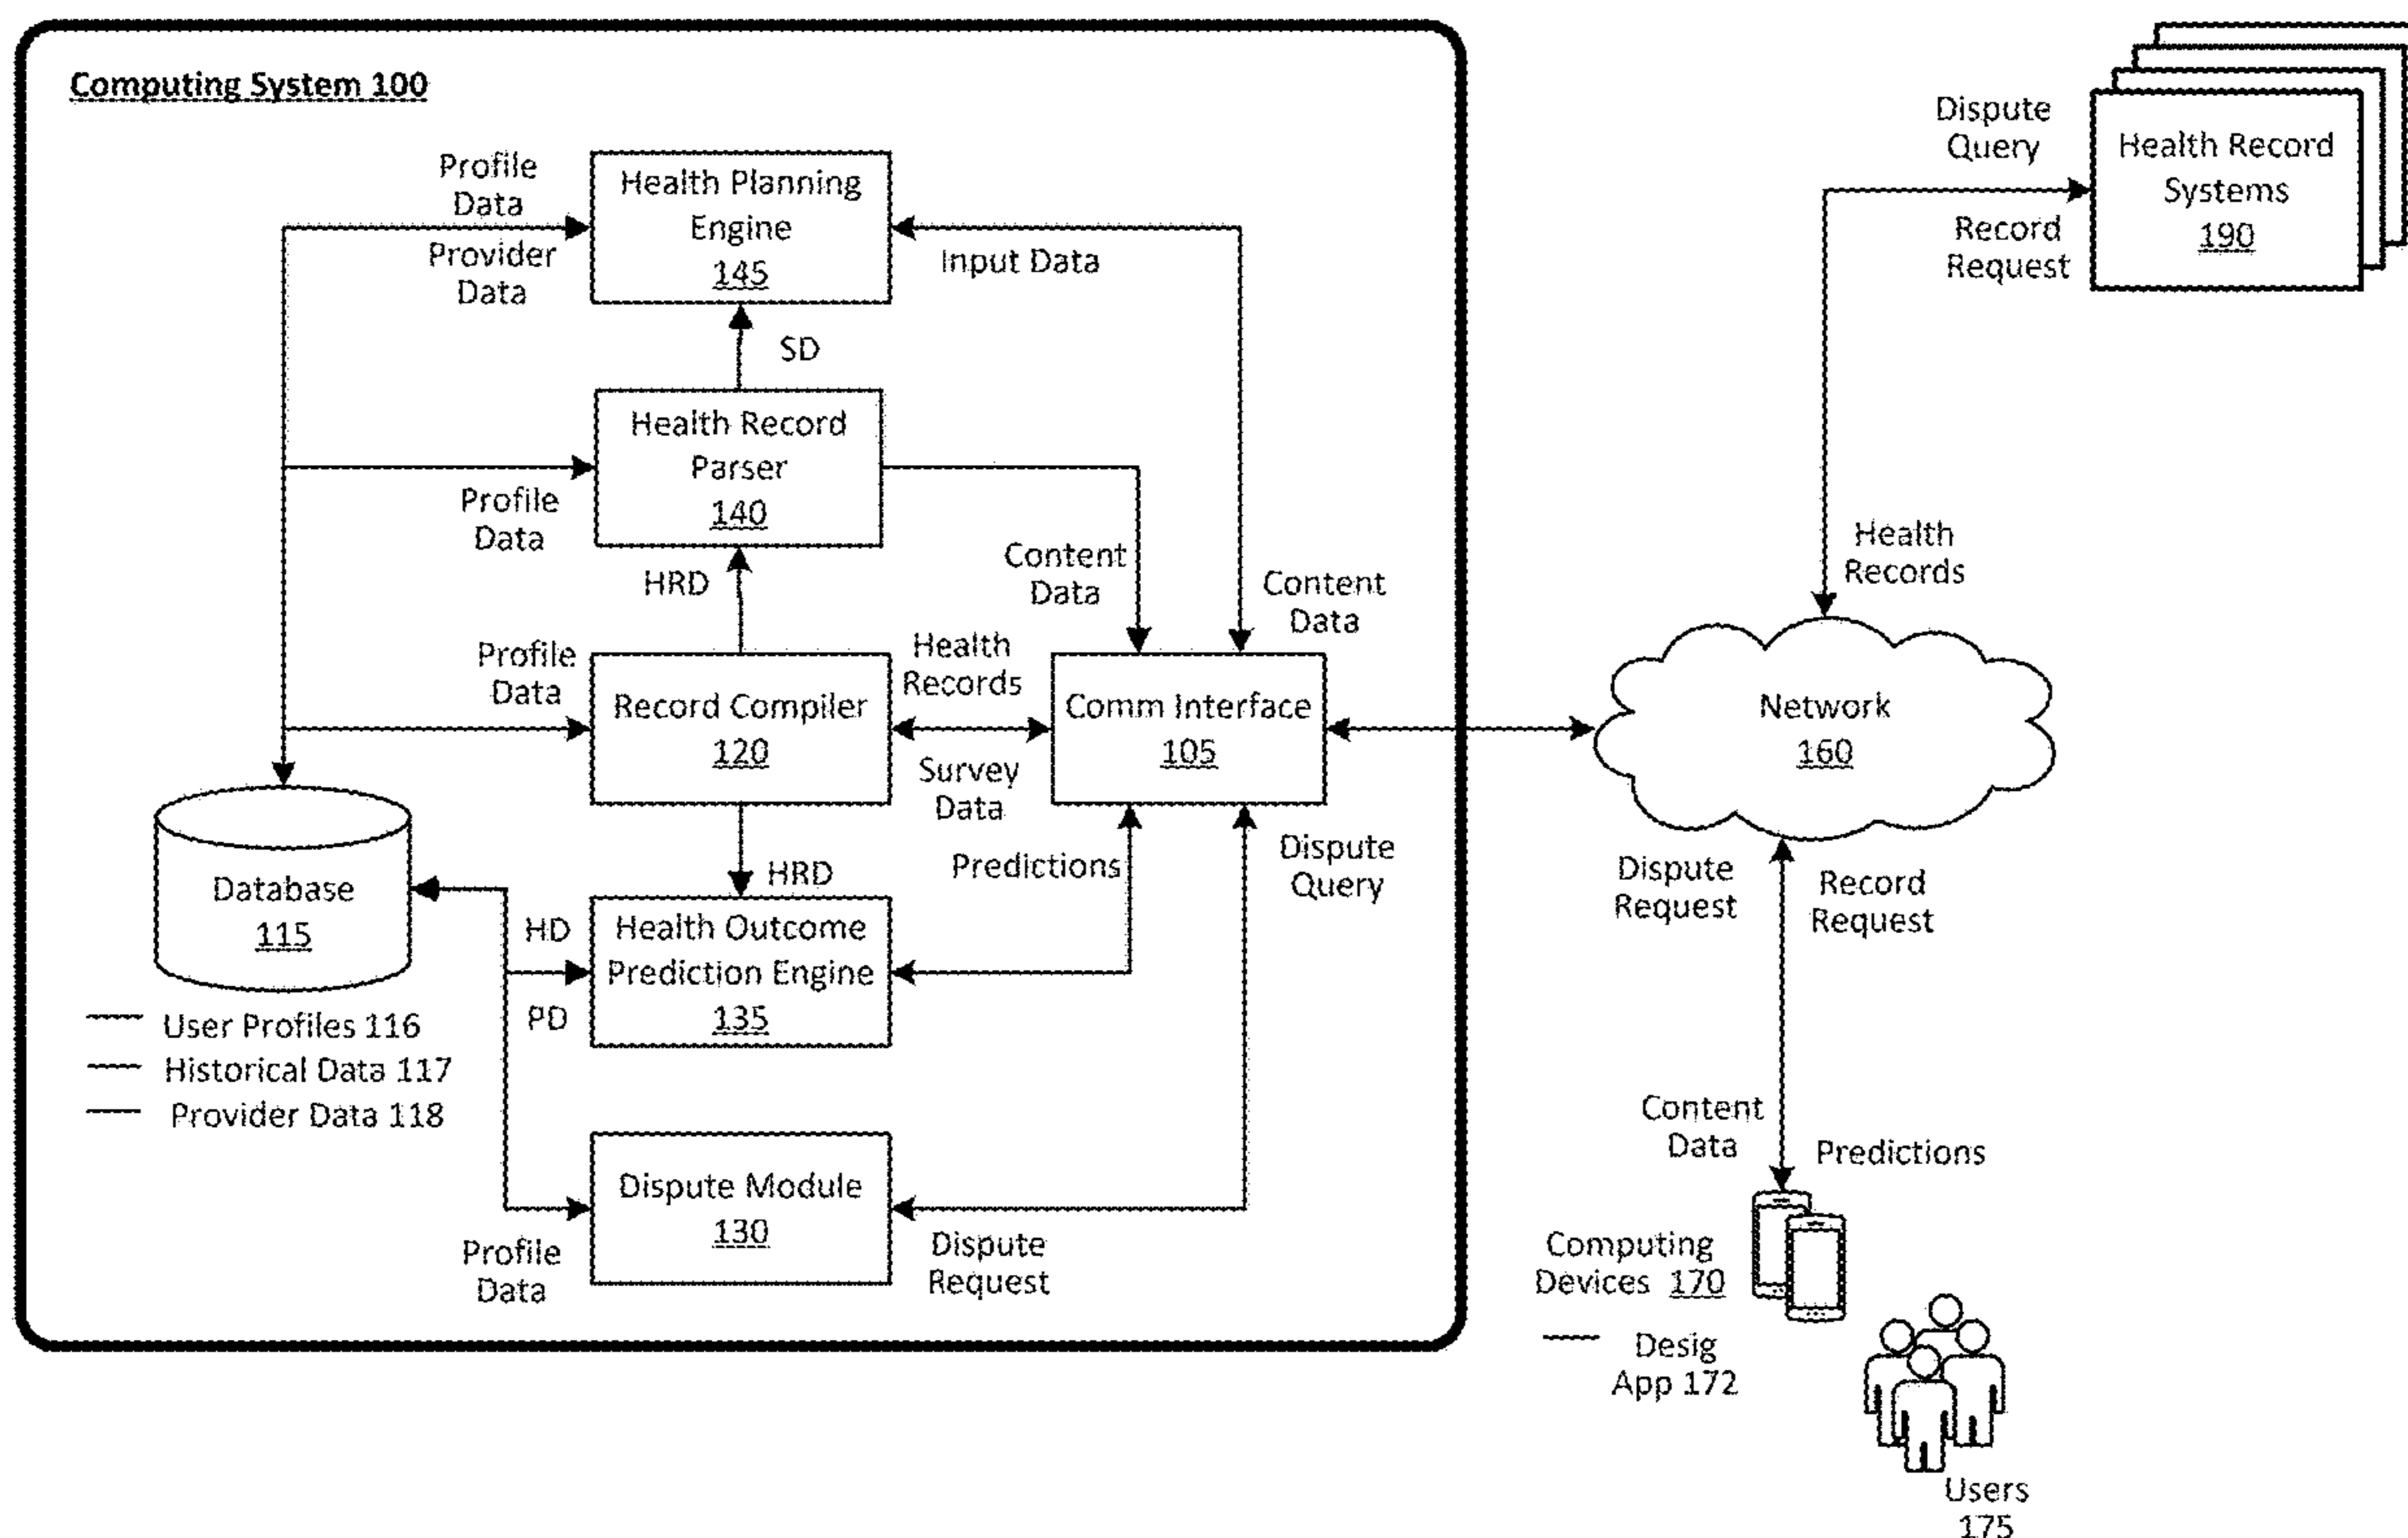 Computing System 100
Profile
Data
Provider
Data
Health Planning
Engine
145
Input Data
SD
Health Record
Parser
140
Profile
Data
HRD
Content
Data
Content
Data
Profile
Data
Record Compiler
120
Health
Records
Survey
Data
Comm Interface
105
HRD
Predictions
Dispute
Query
Database
115
HD
PD
Health Outcome
Prediction Engine
135
User Profiles 116
Historical Data 117
Provider Data 118
Dispute Module
130
Profile
Data
Dispute
Request
Dispute
Query
Record
Request
Health Record
Systems
190
Health
Records
Network
160
Dispute
Request
Record
Request
Content
Data
Predictions
Computing
Devices 170
Desig
App 172
Users
175